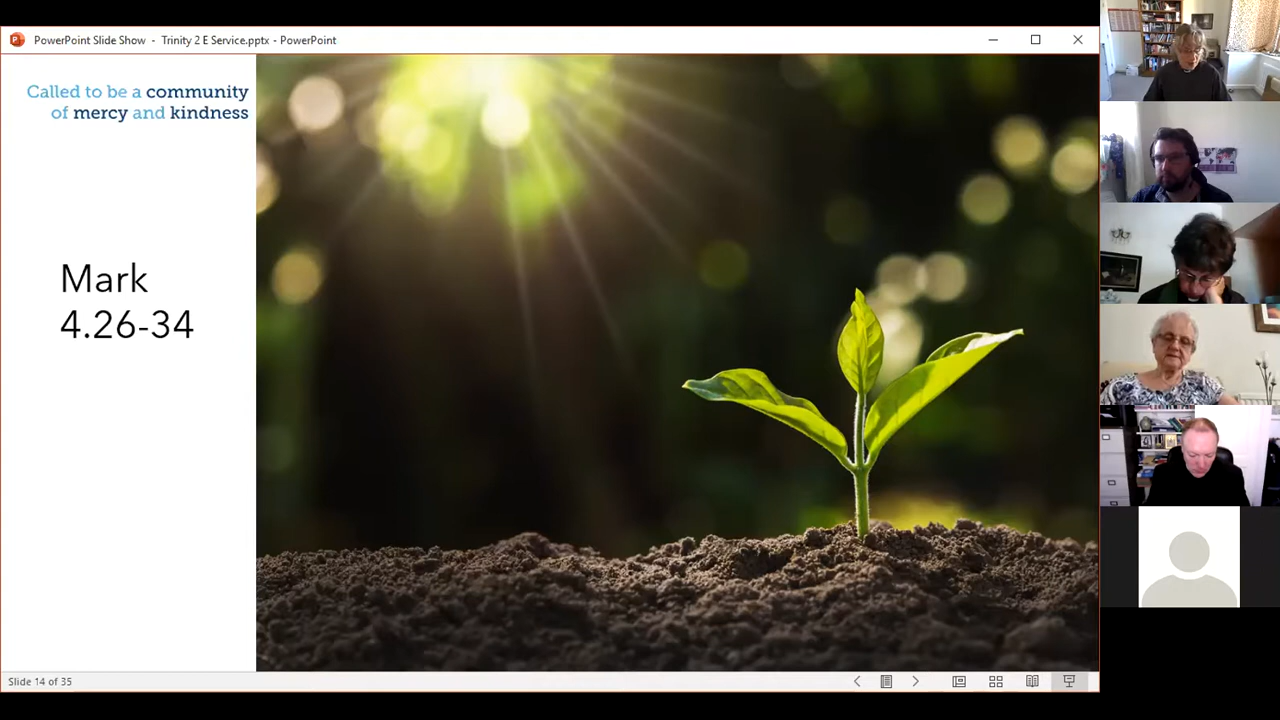 PowerPoint Slide Show - Trinity 2 E Service.pptx - PowerPoint
Called to be a community
of mercy and kindness
Mark
4.26-34
Slide 14 of 35